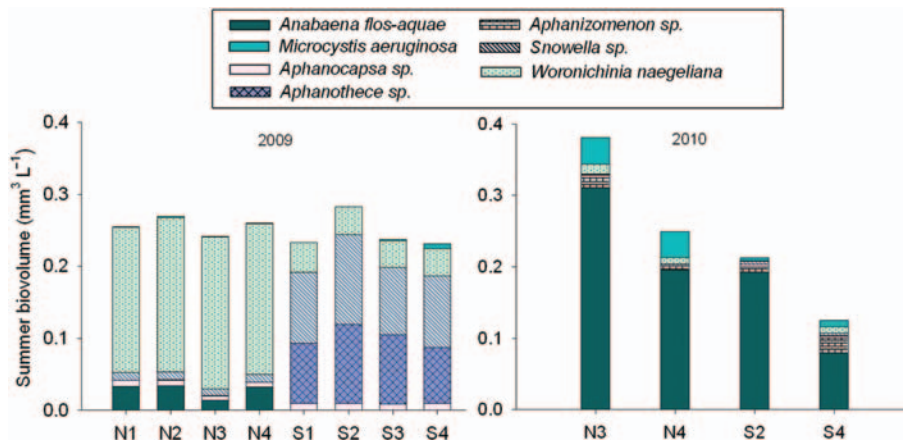 Anabaena flos-aquae
Microcystis aeruginosa
Aphanocapsa sp.
Aphanothece sp.
Aphanizomenon sp.
Snowella sp.
Woronichinia naegeliana
Summer biovolume (mm³ L⁻¹)
0.4
0.3
0.2
0.1
0.0
2009
N1 N2 N3 N4 S1 S2 S3 S4
0.4
0.3
0.2
0.1
0.0
2010
N3 N4 S2 S4